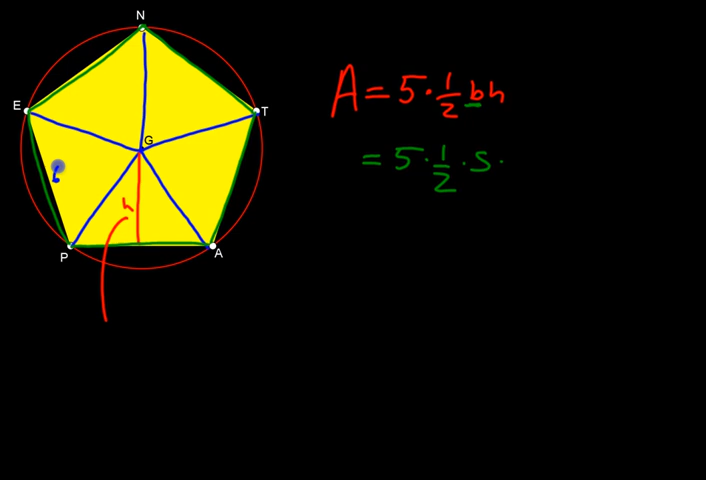 N
E
T
G
h
P
A
A = 5 · 1/2 bh
= 5 · 1/2 · s ·